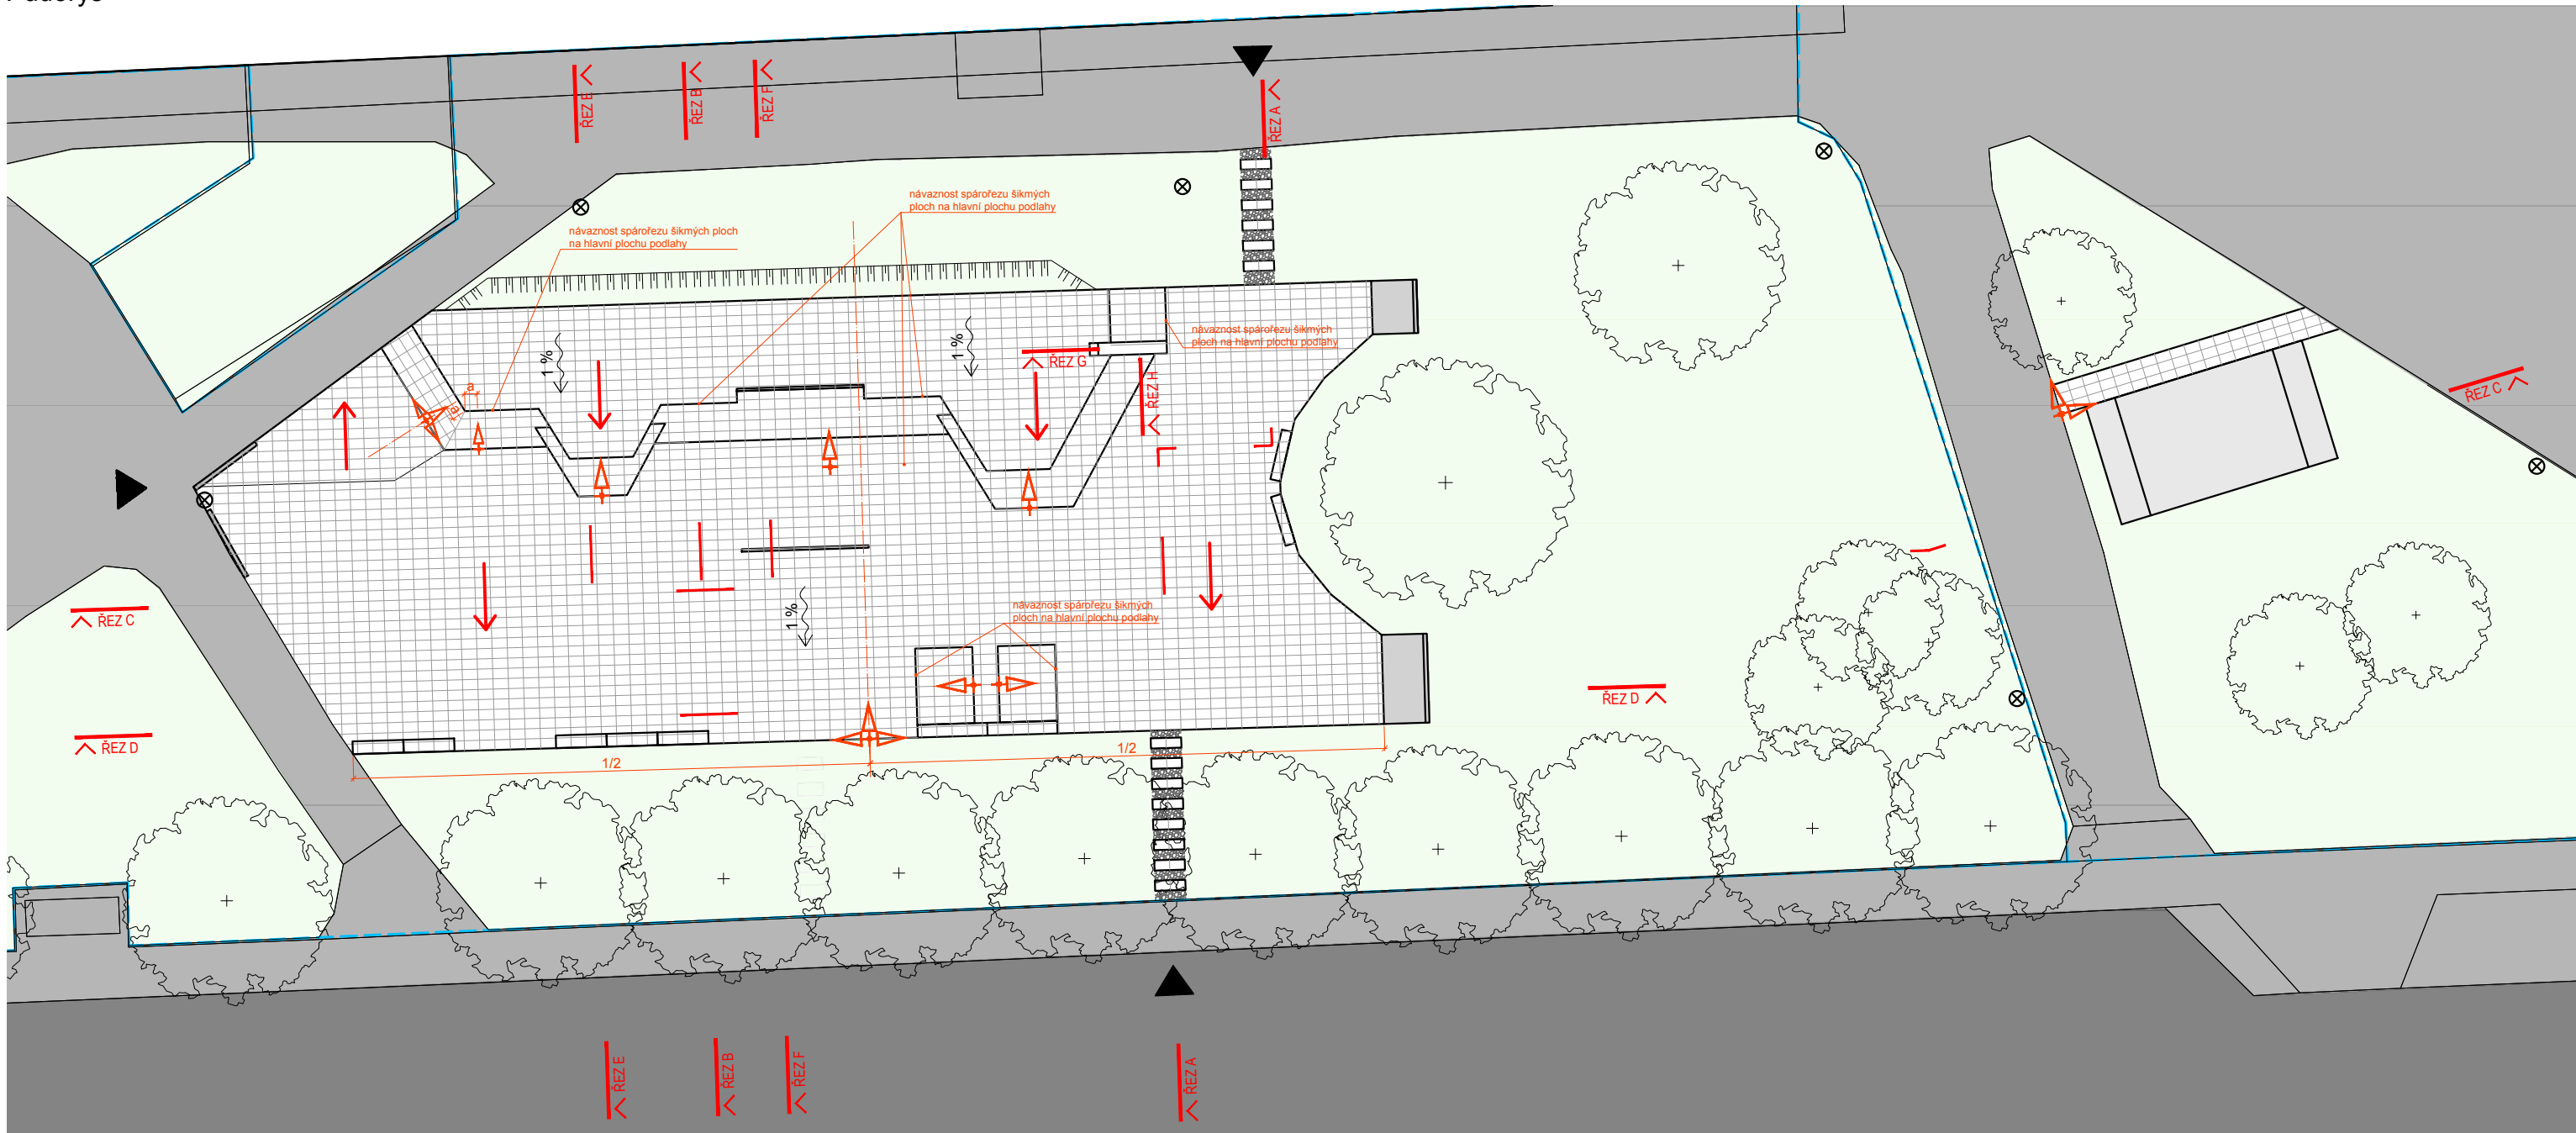 ŘEZ E
ŘEZ B
ŘEZ F
ŘEZ A
návaznost spárořezu šikmých
ploch na hlavní plochu podlahy
návaznost spárořezu šikmých ploch
na hlavní plochu podlahy
návaznost spárořezu šikmých
ploch na hlavní plochu podlahy
1 %
1 %
ŘEZ G
ŘEZ H
ŘEZ C
a
a
1 %
návaznost spárořezu šikmých
ploch na hlavní plochu podlahy
ŘEZ C
ŘEZ D
ŘEZ D
1/2
1/2
ŘEZ E
ŘEZ B
ŘEZ F
ŘEZ A